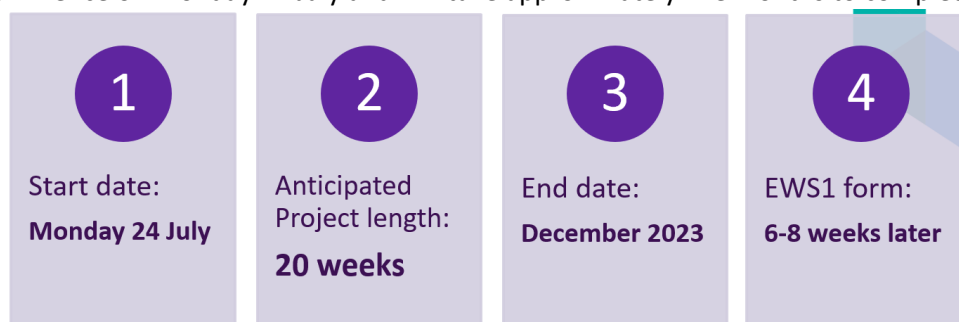 1
Start date:
Monday 24 July
2
Anticipated
Project length:
20 weeks
3
End date:
December 2023
4
EWS1 form:
6-8 weeks later